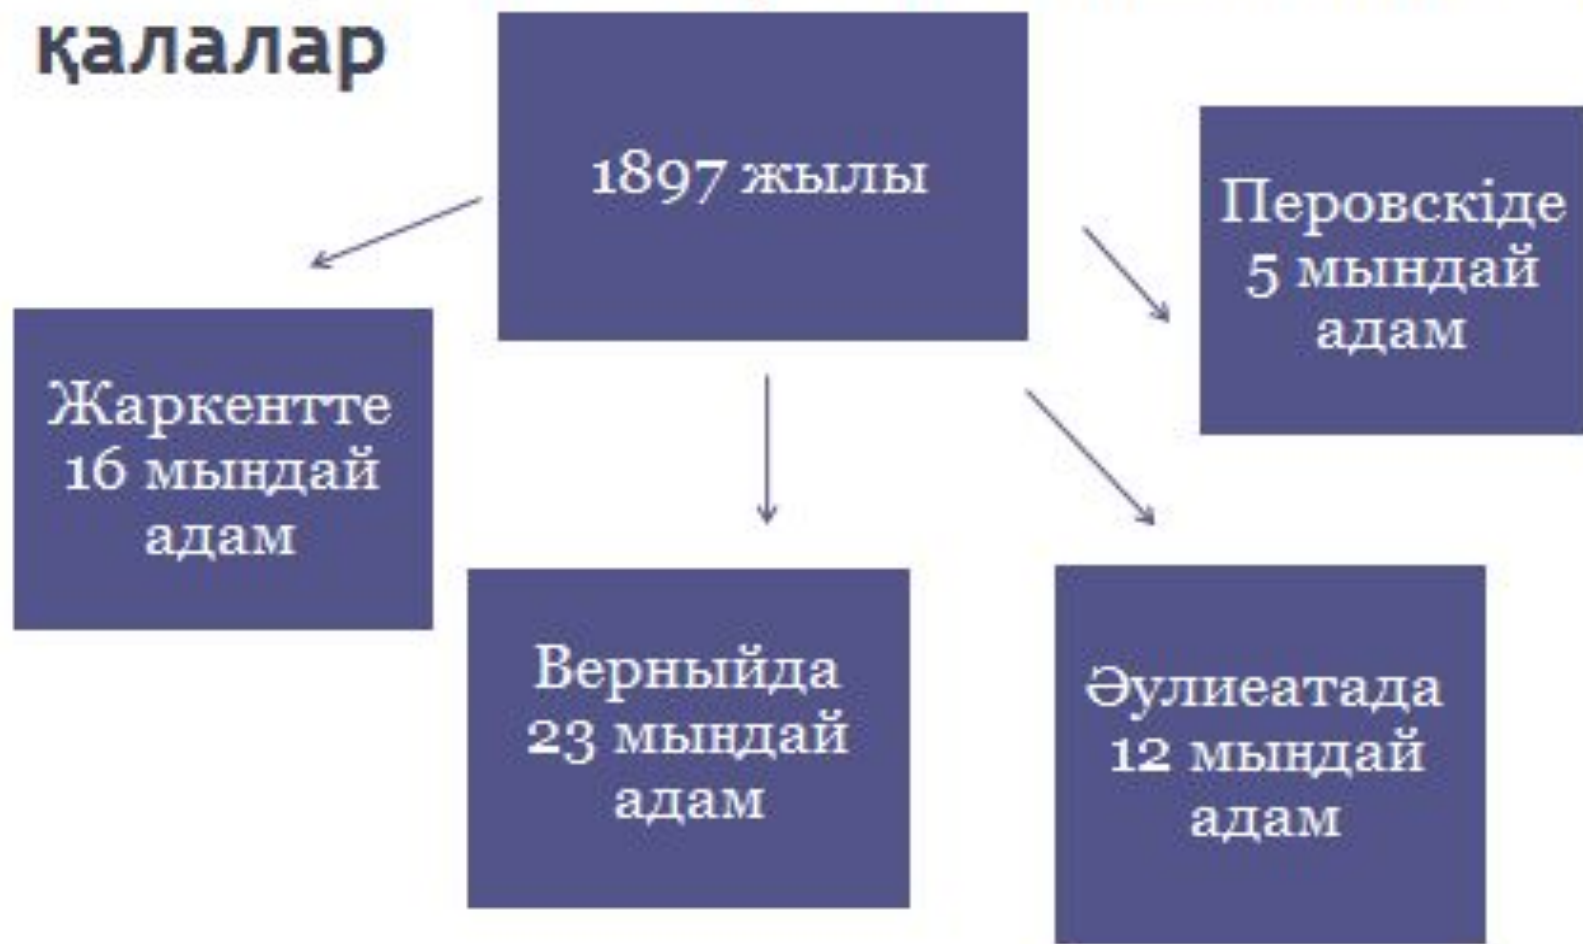 қалалар
1897 жылы
Перовскіде
5 мыңдай
адам
Жаркентте
16 мыңдай
адам
Верныйда
23 мыңдай
адам
Әулиеатада
12 мыңдай
адам